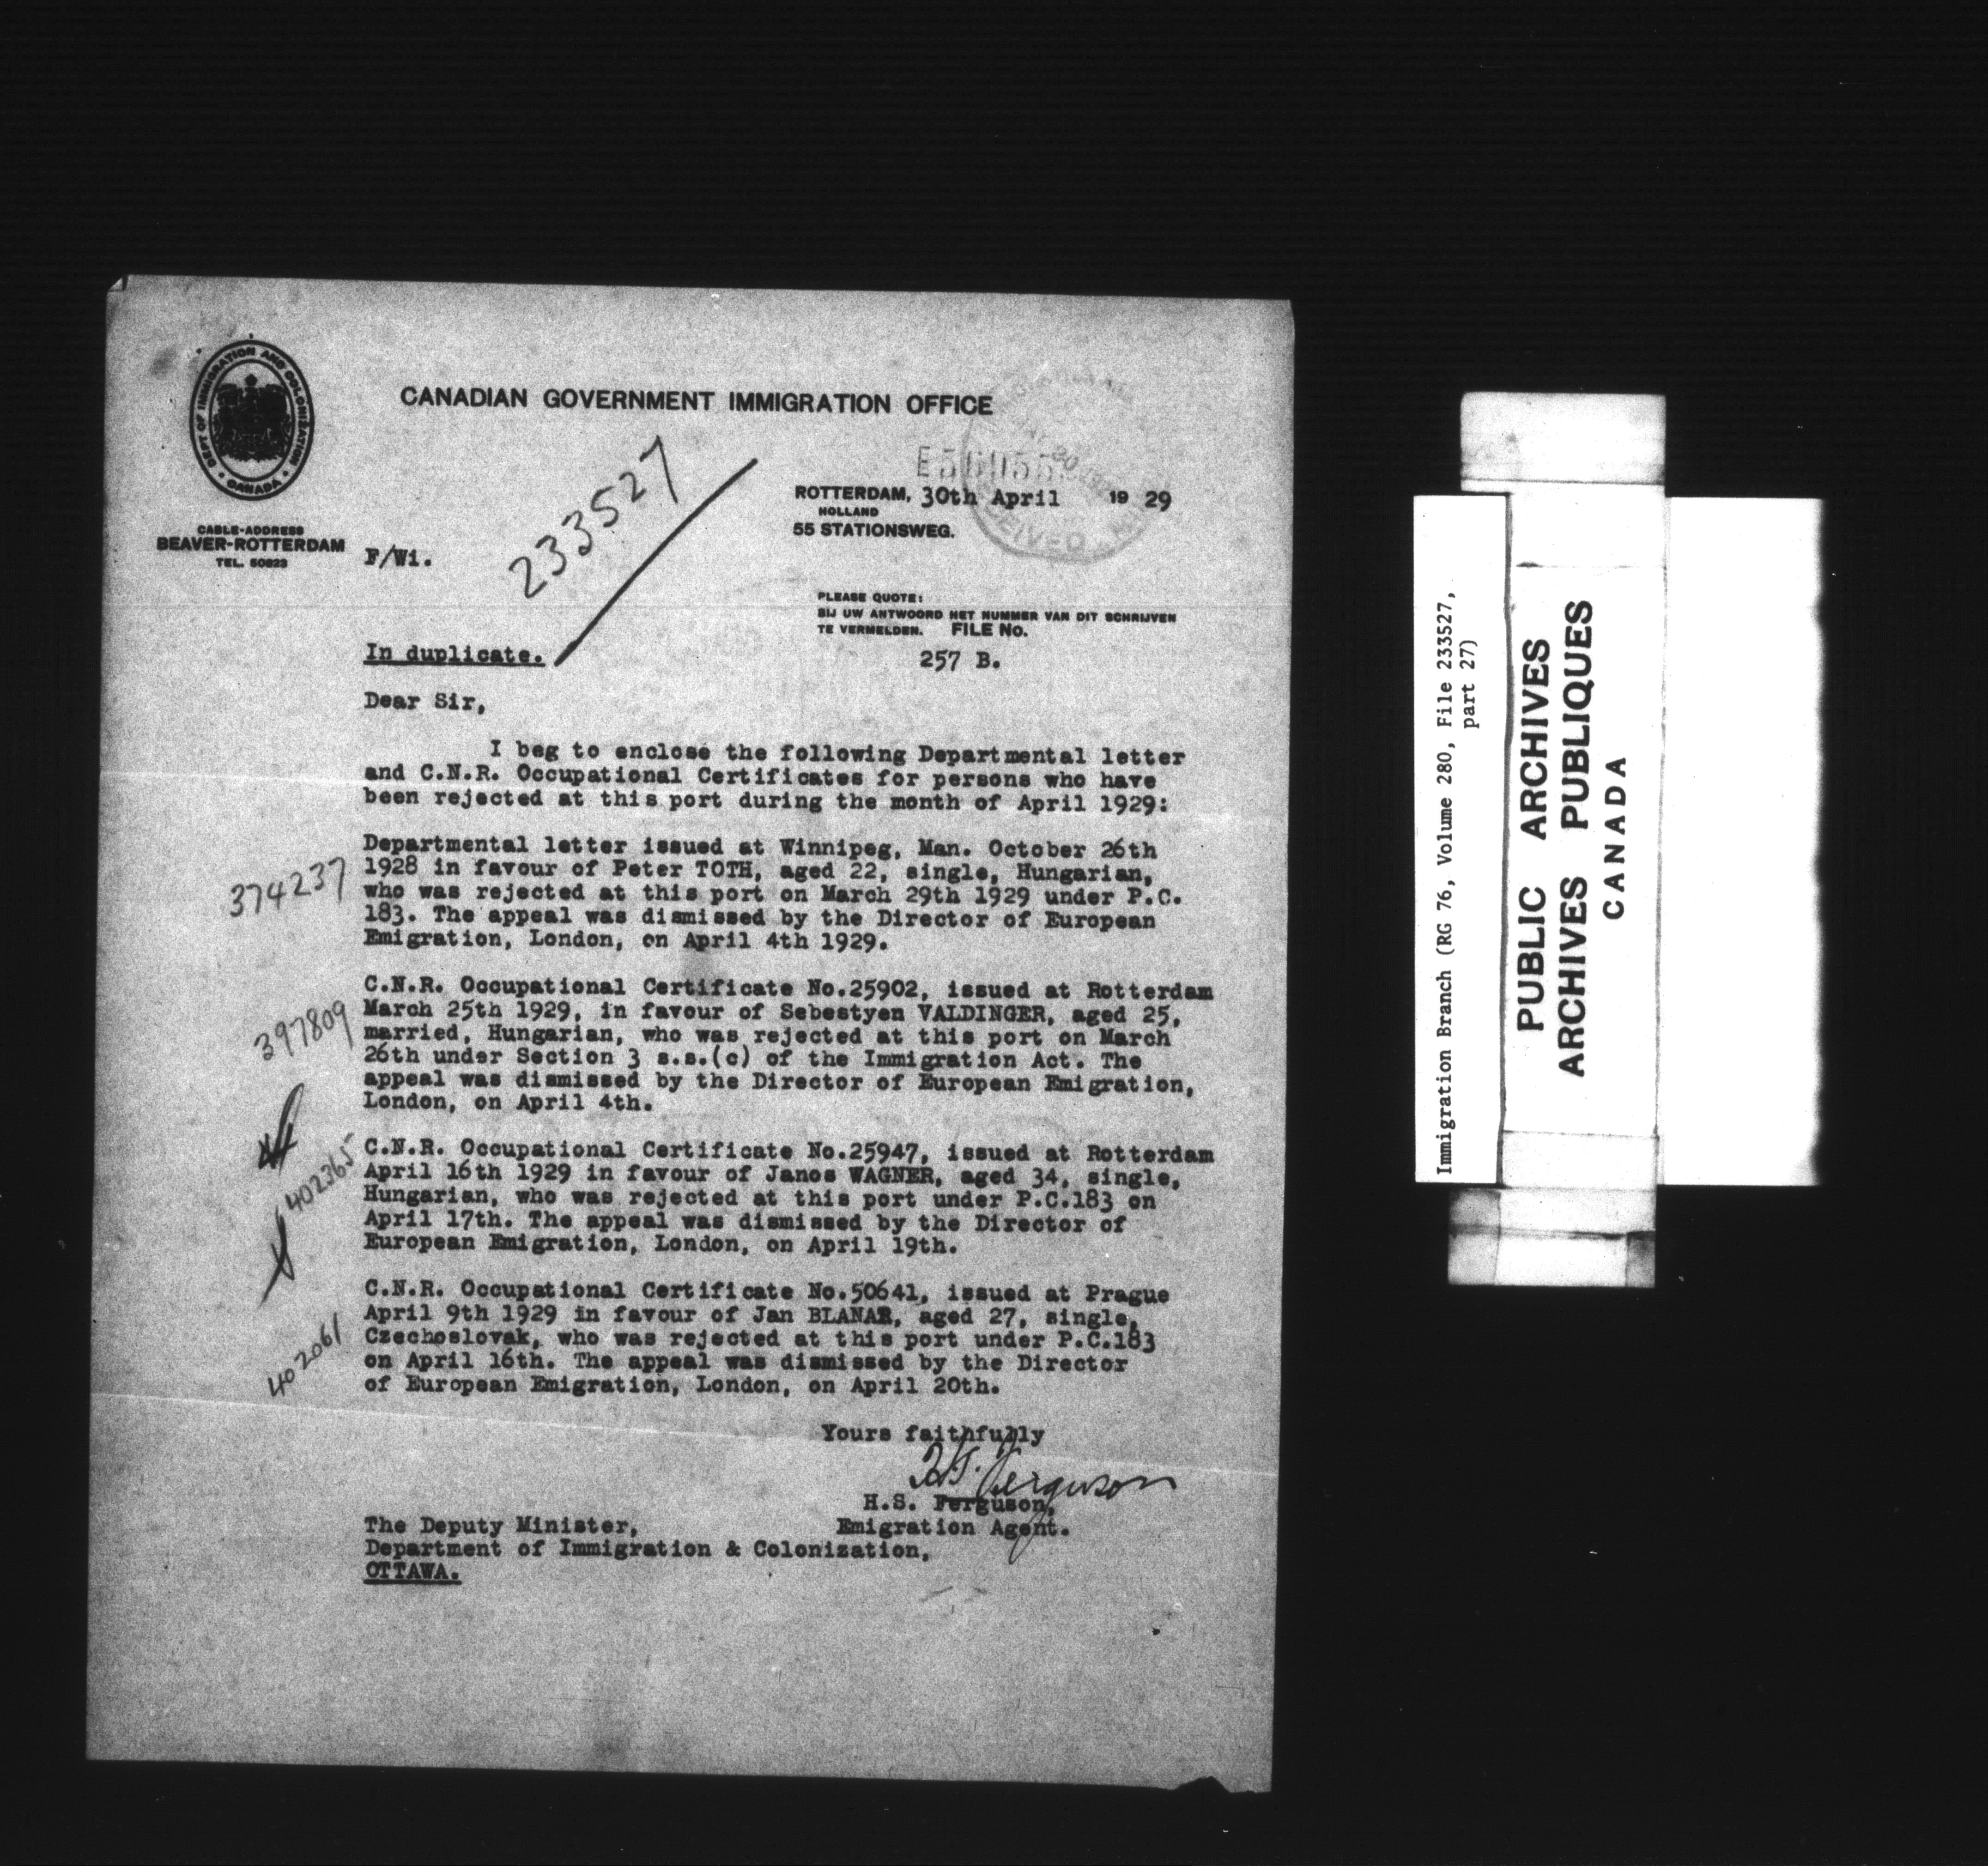 DEPT OF IMMIGRATION AND COLONISATION
CANADA
CANADIAN GOVERNMENT IMMIGRATION OFFICE
CABLE-ADDRESS
BEAVER-ROTTERDAM
TEL. 50823
F/Wi.
233527
ROTTERDAM, 30th April 19 29
HOLLAND
55 STATIONSWEG.
PLEASE QUOTE:
BIJ UW ANTWOORD HET NUMMER VAN DIT SCHRIJVEN
TE VERMELDEN. FILE No.
257 B.
In duplicate.
Dear Sir,
I beg to enclose the following Departmental letter
and C.N.R. Occupational Certificates for persons who have
been rejected at this port during the month of April 1929:
374237
Departmental letter issued at Winnipeg, Man. October 26th
1928 in favour of Peter TOTH, aged 22, single, Hungarian,
who was rejected at this port on March 29th 1929 under P.C.
183. The appeal was dismissed by the Director of European
Emigration, London, on April 4th 1929.
397809
C.N.R. Occupational Certificate No.25902, issued at Rotterdam
March 25th 1929, in favour of Sebestyen VALDINGER, aged 25,
married, Hungarian, who was rejected at this port on March
26th under Section 3 s.s.(c) of the Immigration Act. The
appeal was dismissed by the Director of European Emigration,
London, on April 4th.
402365
C.N.R. Occupational Certificate No.25947, issued at Rotterdam
April 16th 1929 in favour of Janos WAGNER, aged 34, single,
Hungarian, who was rejected at this port under P.C.183 on
April 17th. The appeal was dismissed by the Director of
European Emigration, London, on April 19th.
402061
C.N.R. Occupational Certificate No.50641, issued at Prague
April 9th 1929 in favour of Jan BLANAR, aged 27, single,
Czechoslovak, who was rejected at this port under P.C.183
on April 16th. The appeal was dismissed by the Director
of European Emigration, London, on April 20th.
Yours faithfully
H.S. Ferguson
H.S. Ferguson,
Emigration Agent.
The Deputy Minister,
Department of Immigration & Colonization,
OTTAWA.
Immigration Branch (RG 76, Volume 280, File 233527,
part 27)
PUBLIC ARCHIVES
ARCHIVES PUBLIQUES
CANADA